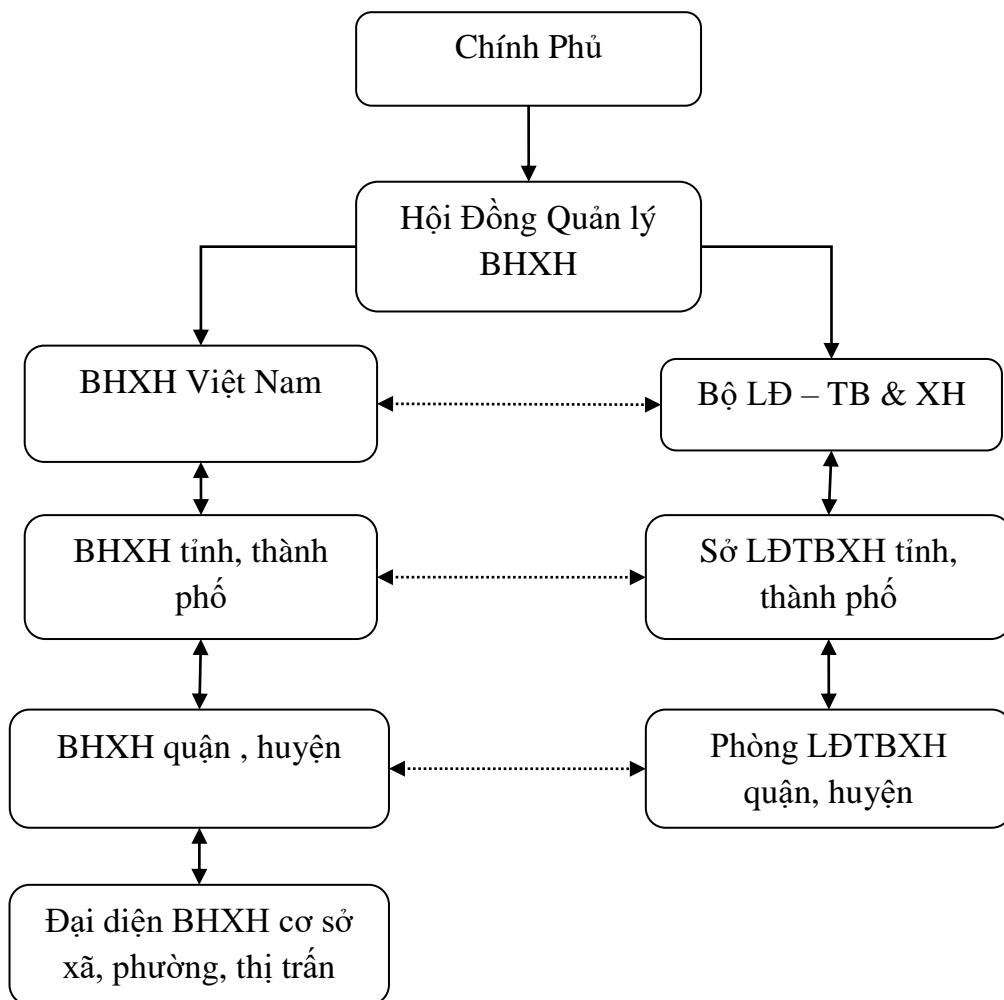 Chính Phủ
Hội Đồng Quản lý
BHXH
BHXH Việt Nam
Bộ LĐ – TB & XH
BHXH tỉnh, thành
phố
Sở LĐTBXH tỉnh,
thành phố
BHXH quận , huyện
Phòng LĐTBXH
quận, huyện
Đại diện BHXH cơ sở
xã, phường, thị trấn